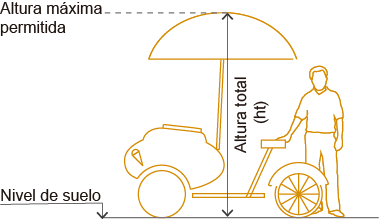 Altura máxima
permitida
Altura total
(ht)
Nivel de suelo